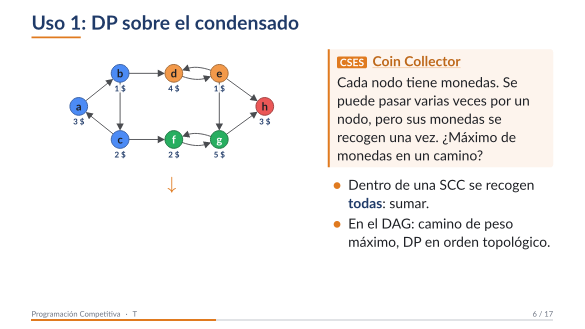 Uso 1: DP sobre el condensado
b
1 $
d
4 $
e
1 $
a
3 $
h
3 $
c
2 $
f
2 $
g
5 $
↓
CSES Coin Collector
Cada nodo tiene monedas. Se
puede pasar varias veces por un
nodo, pero sus monedas se
recogen una vez. ¿Máximo de
monedas en un camino?
Dentro de una SCC se recogen
todas: sumar.
En el DAG: camino de peso
máximo, DP en orden topológico.
Programación Competitiva · T
6 / 17